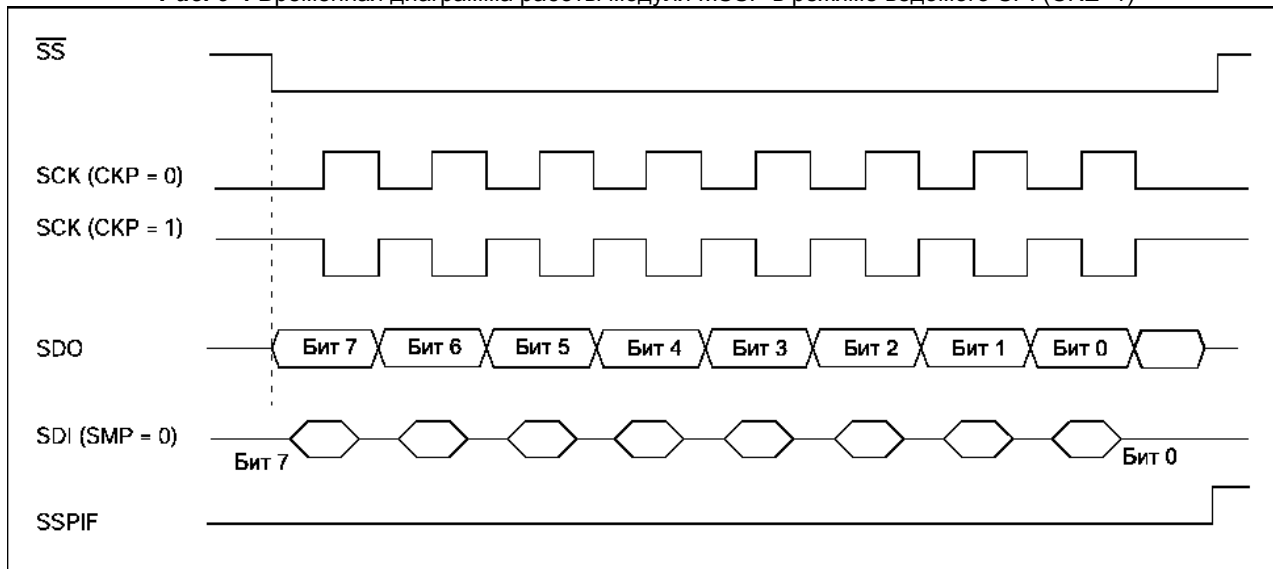 SS
SCK (CKP = 0)
SCK (CKP = 1)
SDO
Бит 7 Бит 6 Бит 5 Бит 4 Бит 3 Бит 2 Бит 1 Бит 0
SDI (SMP = 0)
Бит 7 Бит 0
SSPIF